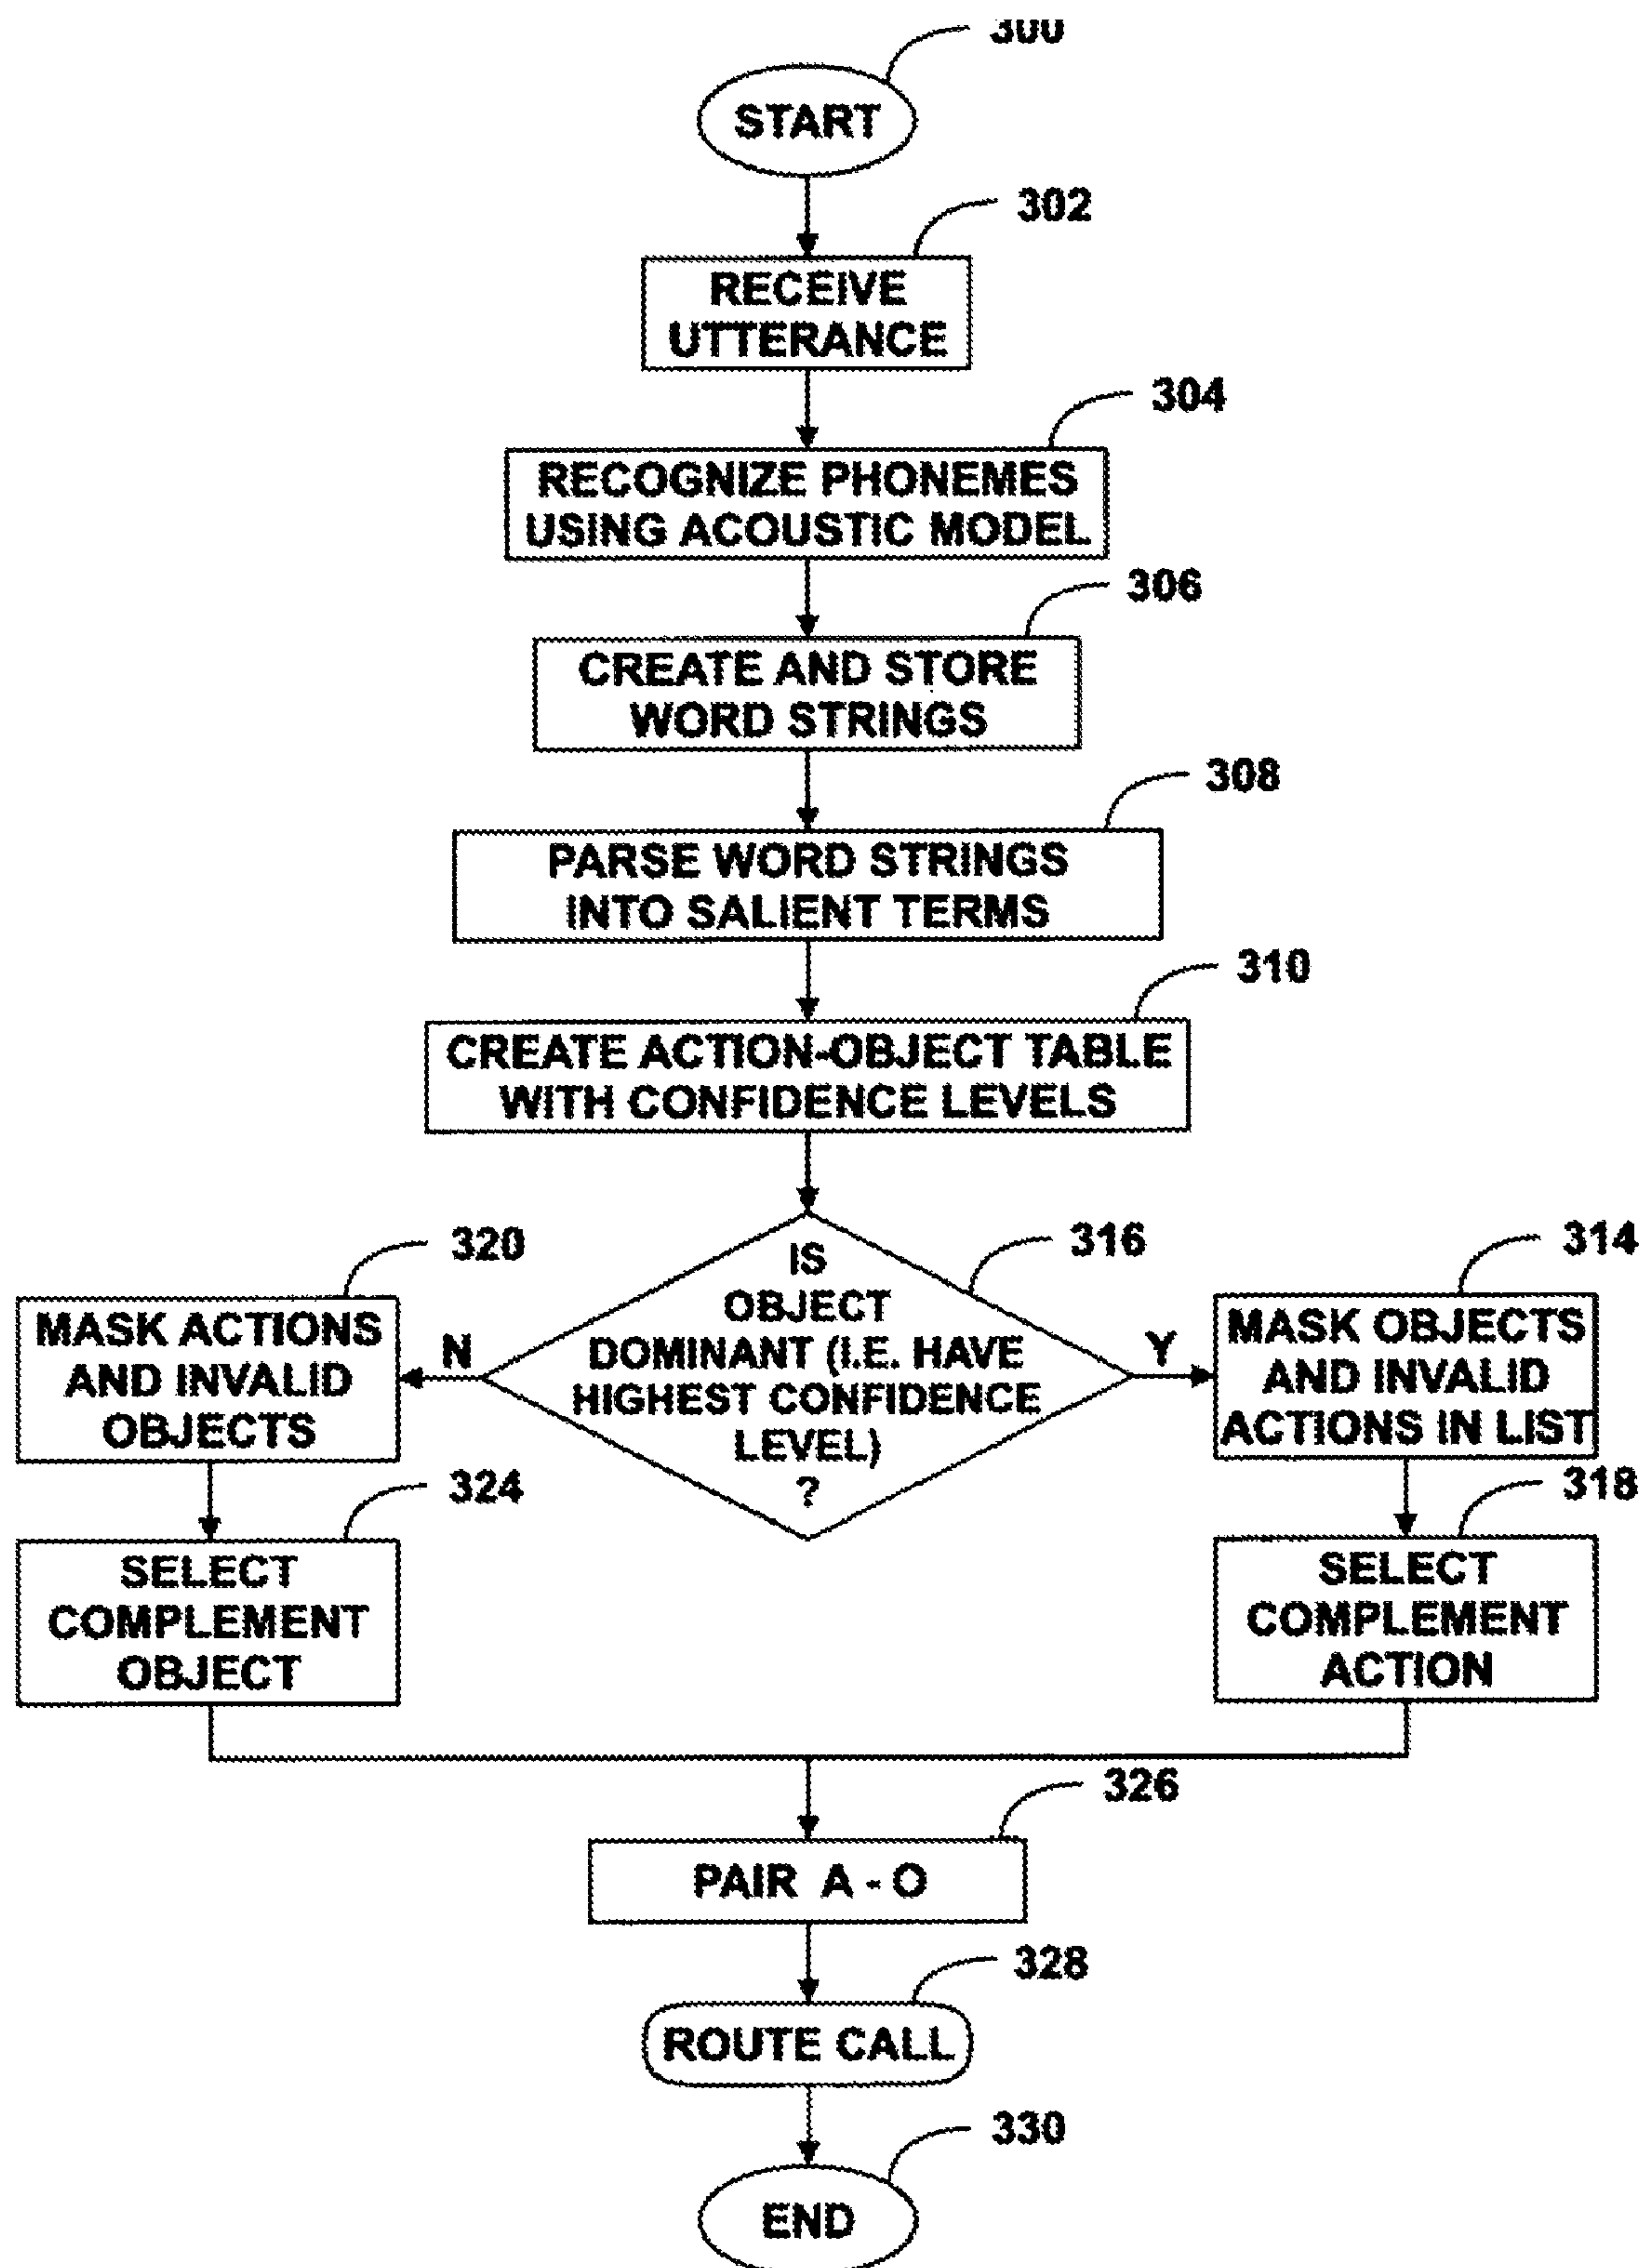 300
START
302
RECEIVE
UTTERANCE
304
RECOGNIZE PHONEMES
USING ACOUSTIC MODEL
306
CREATE AND STORE
WORD STRINGS
308
PARSE WORD STRINGS
INTO SALIENT TERMS
310
CREATE ACTION-OBJECT TABLE
WITH CONFIDENCE LEVELS
320
MASK ACTIONS
AND INVALID
OBJECTS
N
316
IS
OBJECT
DOMINANT (I.E. HAVE
HIGHEST CONFIDENCE
LEVEL)
?
Y
314
MASK OBJECTS
AND INVALID
ACTIONS IN LIST
324
SELECT
COMPLEMENT
OBJECT
318
SELECT
COMPLEMENT
ACTION
326
PAIR A - O
328
ROUTE CALL
330
END